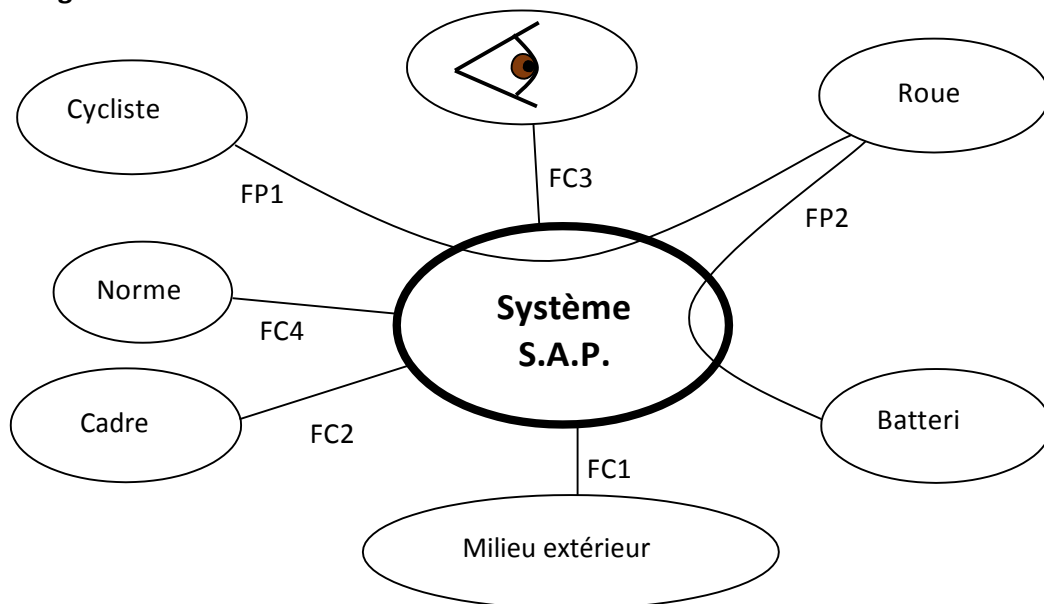 Cycliste
Roue
FP1
FC3
FP2
Norme
Système
S.A.P.
FC4
Cadre
FC2
Batteri
FC1
Milieu extérieur